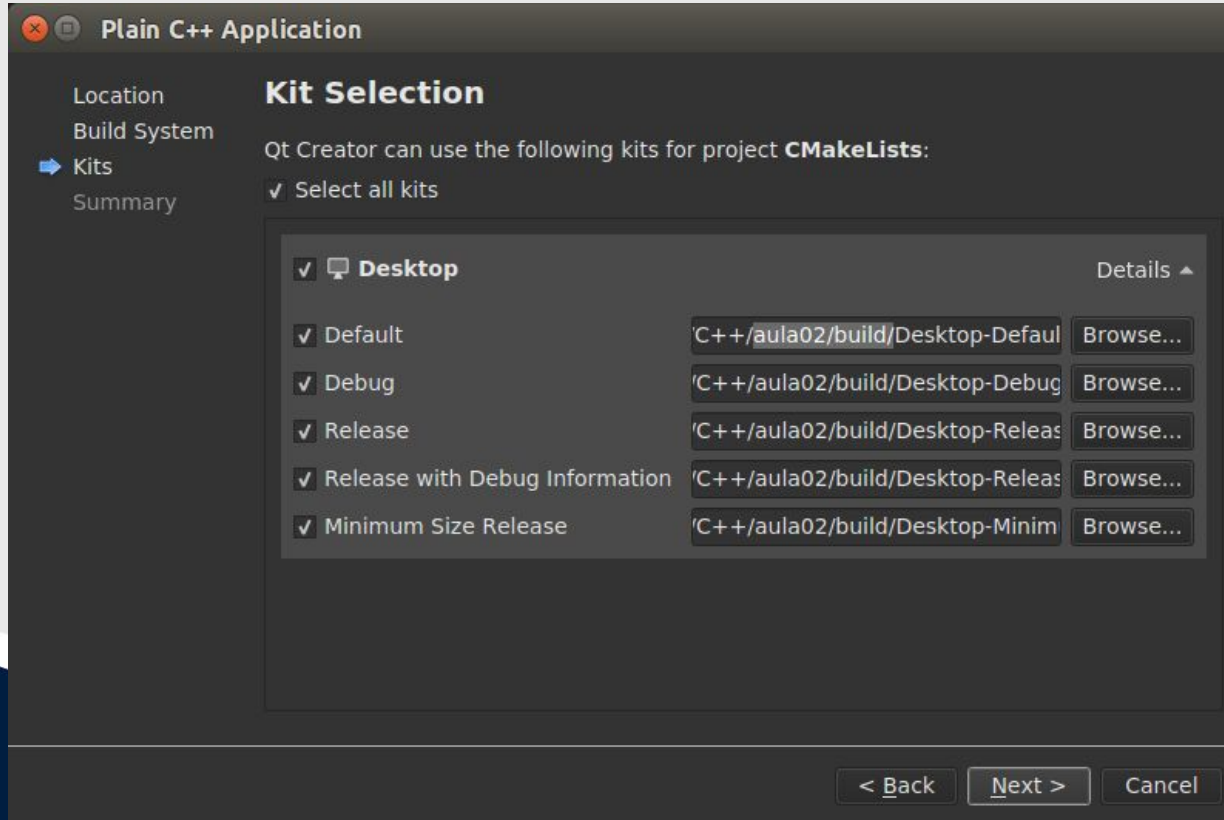 Plain C++ Application
Location
Build System
Kits
Summary
Kit Selection
Qt Creator can use the following kits for project CMakeLists:
Select all kits
Desktop
Details
Default /C++/aula02/build/Desktop-Defaul Browse...
Debug /C++/aula02/build/Desktop-Debug Browse...
Release /C++/aula02/build/Desktop-Releas Browse...
Release with Debug Information /C++/aula02/build/Desktop-Releas Browse...
Minimum Size Release /C++/aula02/build/Desktop-Minim Browse...
< Back Next > Cancel